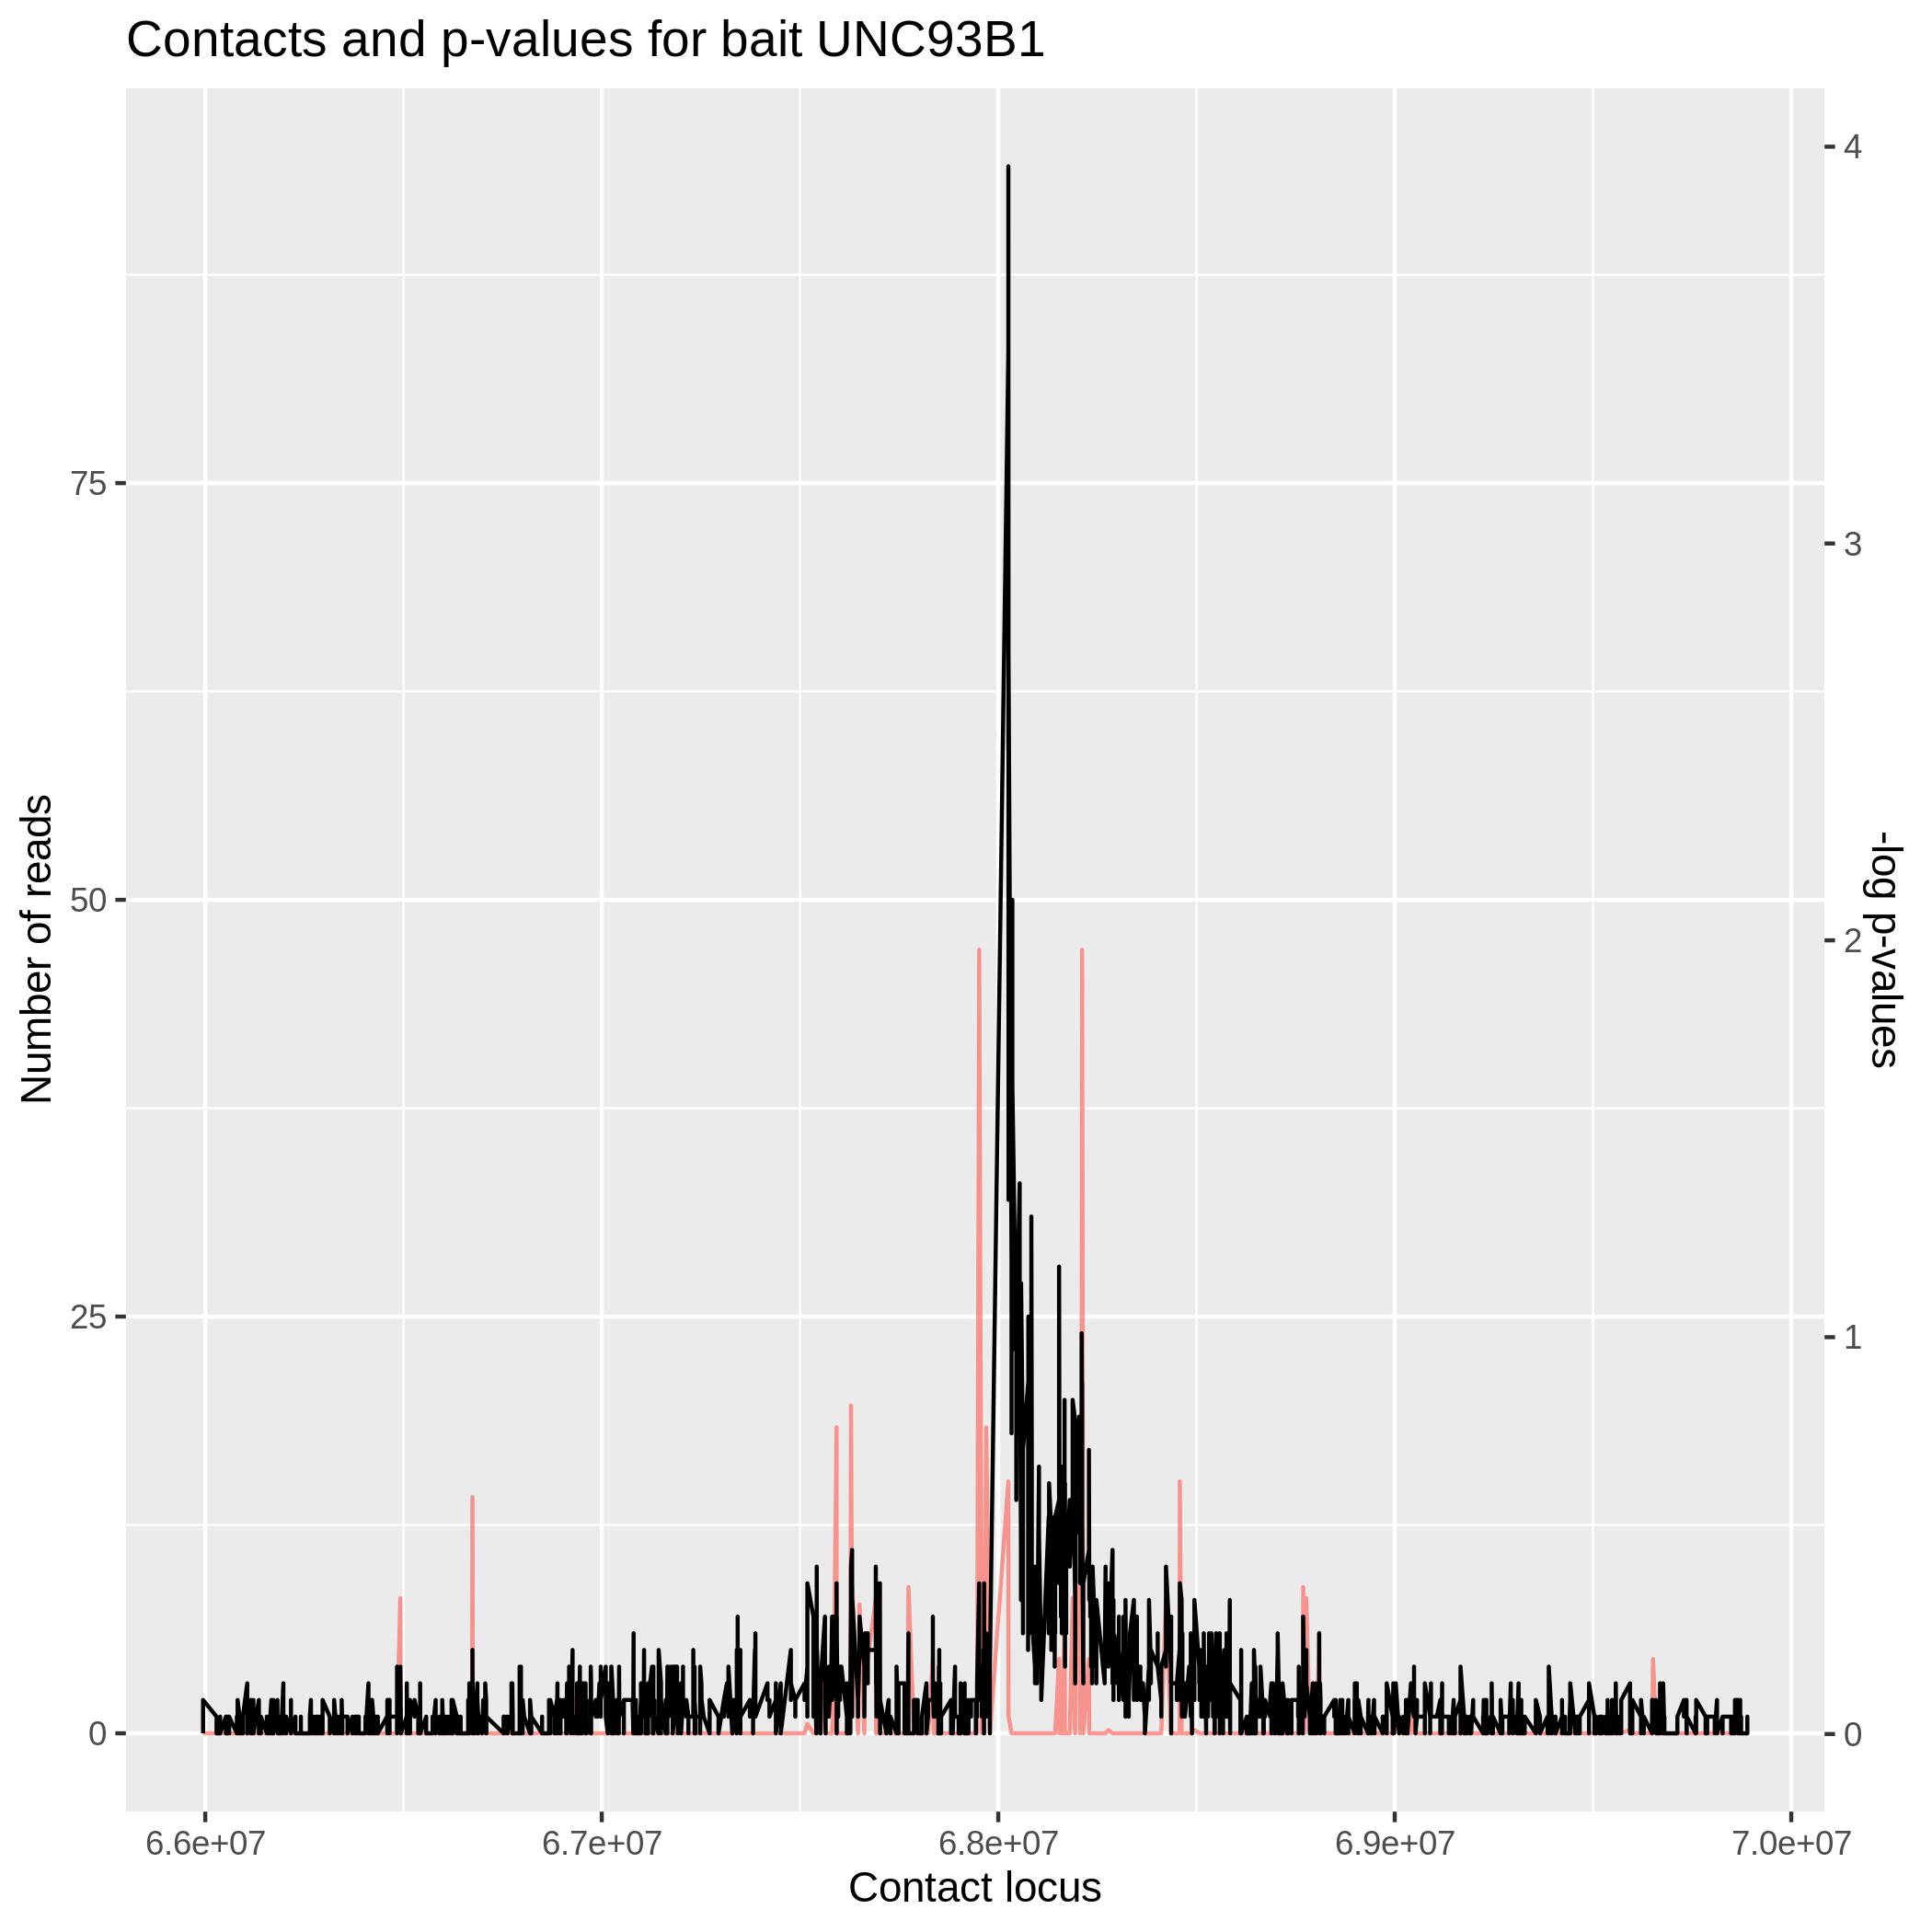 Contacts and p-values for bait UNC93B1
Number of reads
75
50
25
0
4
3
2
1
0
-log p-values
6.6e+07 6.7e+07 6.8e+07 6.9e+07 7.0e+07
Contact locus